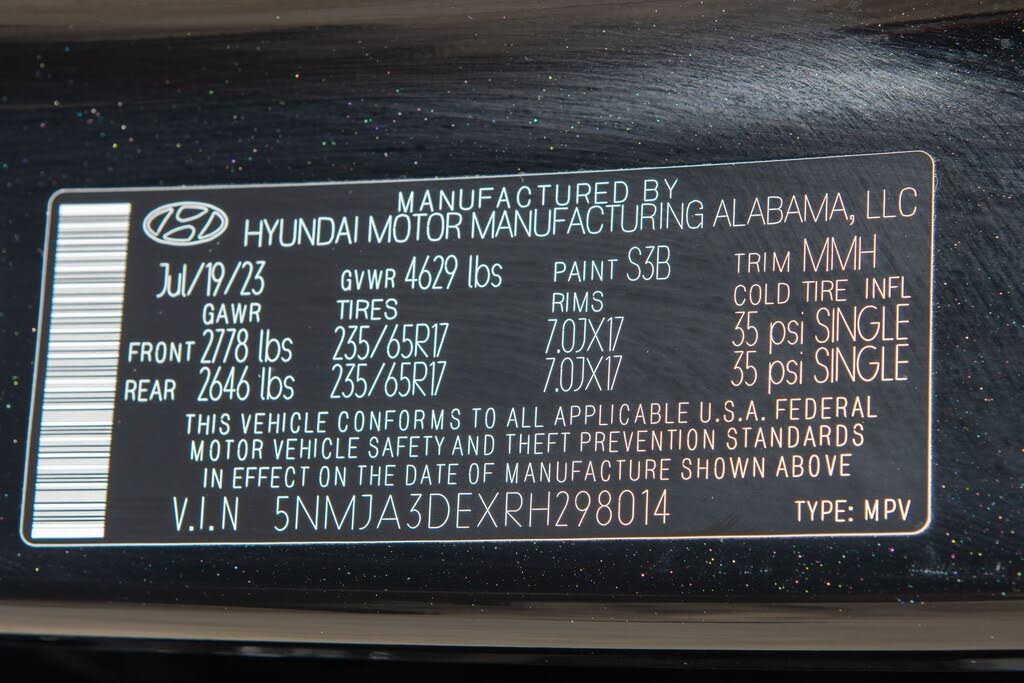 MANUFACTURED BY
HYUNDAI MOTOR MANUFACTURING ALABAMA, LLC
Jul/19/23 GVWR 4629 lbs PAINT S3B TRIM MMH
GAWR TIRES RIMS COLD TIRE INFL
FRONT 2778 lbs 235/65R17 7.0JX17 35 psi SINGLE
REAR 2646 lbs 235/65R17 7.0JX17 35 psi SINGLE
THIS VEHICLE CONFORMS TO ALL APPLICABLE U.S.A. FEDERAL
MOTOR VEHICLE SAFETY AND THEFT PREVENTION STANDARDS
IN EFFECT ON THE DATE OF MANUFACTURE SHOWN ABOVE
V.I.N 5NMJA3DEXRH298014 TYPE: MPV